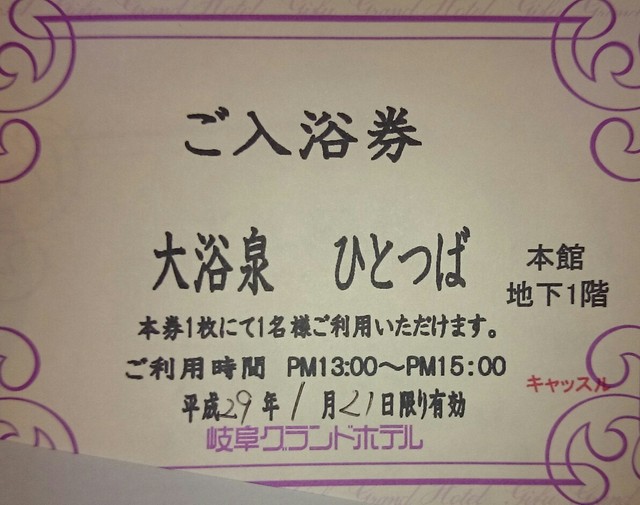 ご入浴券
大浴泉 ひとつば
本館
地下1階
本券1枚にて1名様ご利用いただけます。
ご利用時間 PM13:00～PM15:00
キャッスル
平成29年1月21日限り有効
岐阜グランドホテル
Grand Hotel Gifu